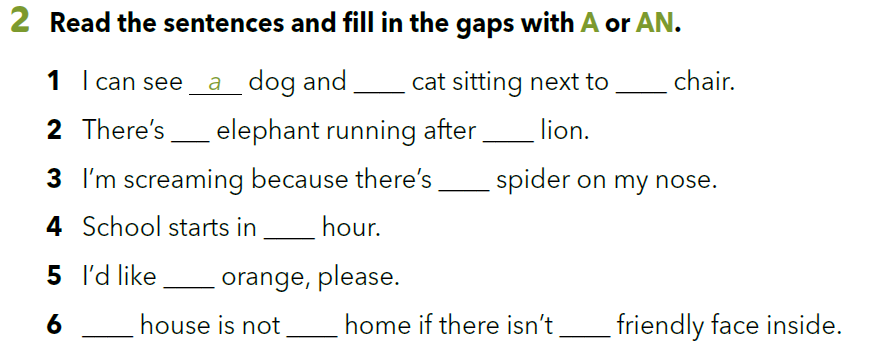 2 Read the sentences and fill in the gaps with A or AN.
1 I can see a dog and ____ cat sitting next to ____ chair.
2 There's ___ elephant running after ____ lion.
3 I'm screaming because there's ____ spider on my nose.
4 School starts in ____ hour.
5 I'd like ____ orange, please.
6 ____ house is not ____ home if there isn't ____ friendly face inside.